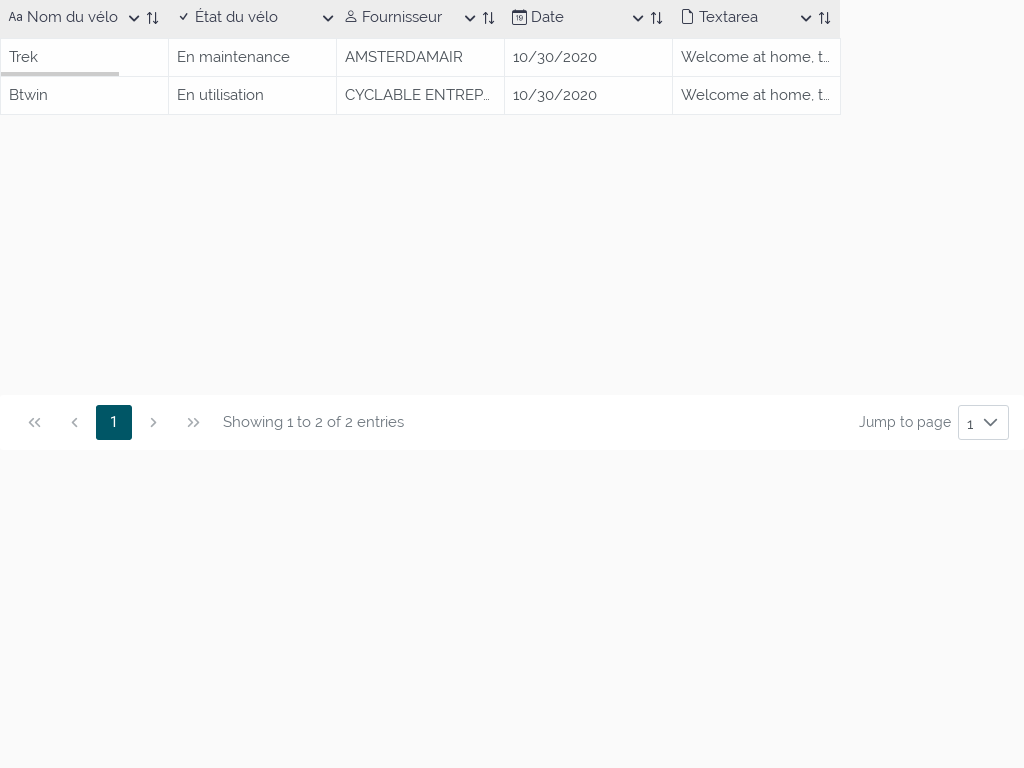 Aa Nom du vélo État du vélo Fournisseur 19 Date Textarea
Trek En maintenance AMSTERDAMAIR 10/30/2020 Welcome at home, t...
Btwin En utilisation CYCLABLE ENTREP... 10/30/2020 Welcome at home, t...
1 Showing 1 to 2 of 2 entries Jump to page 1